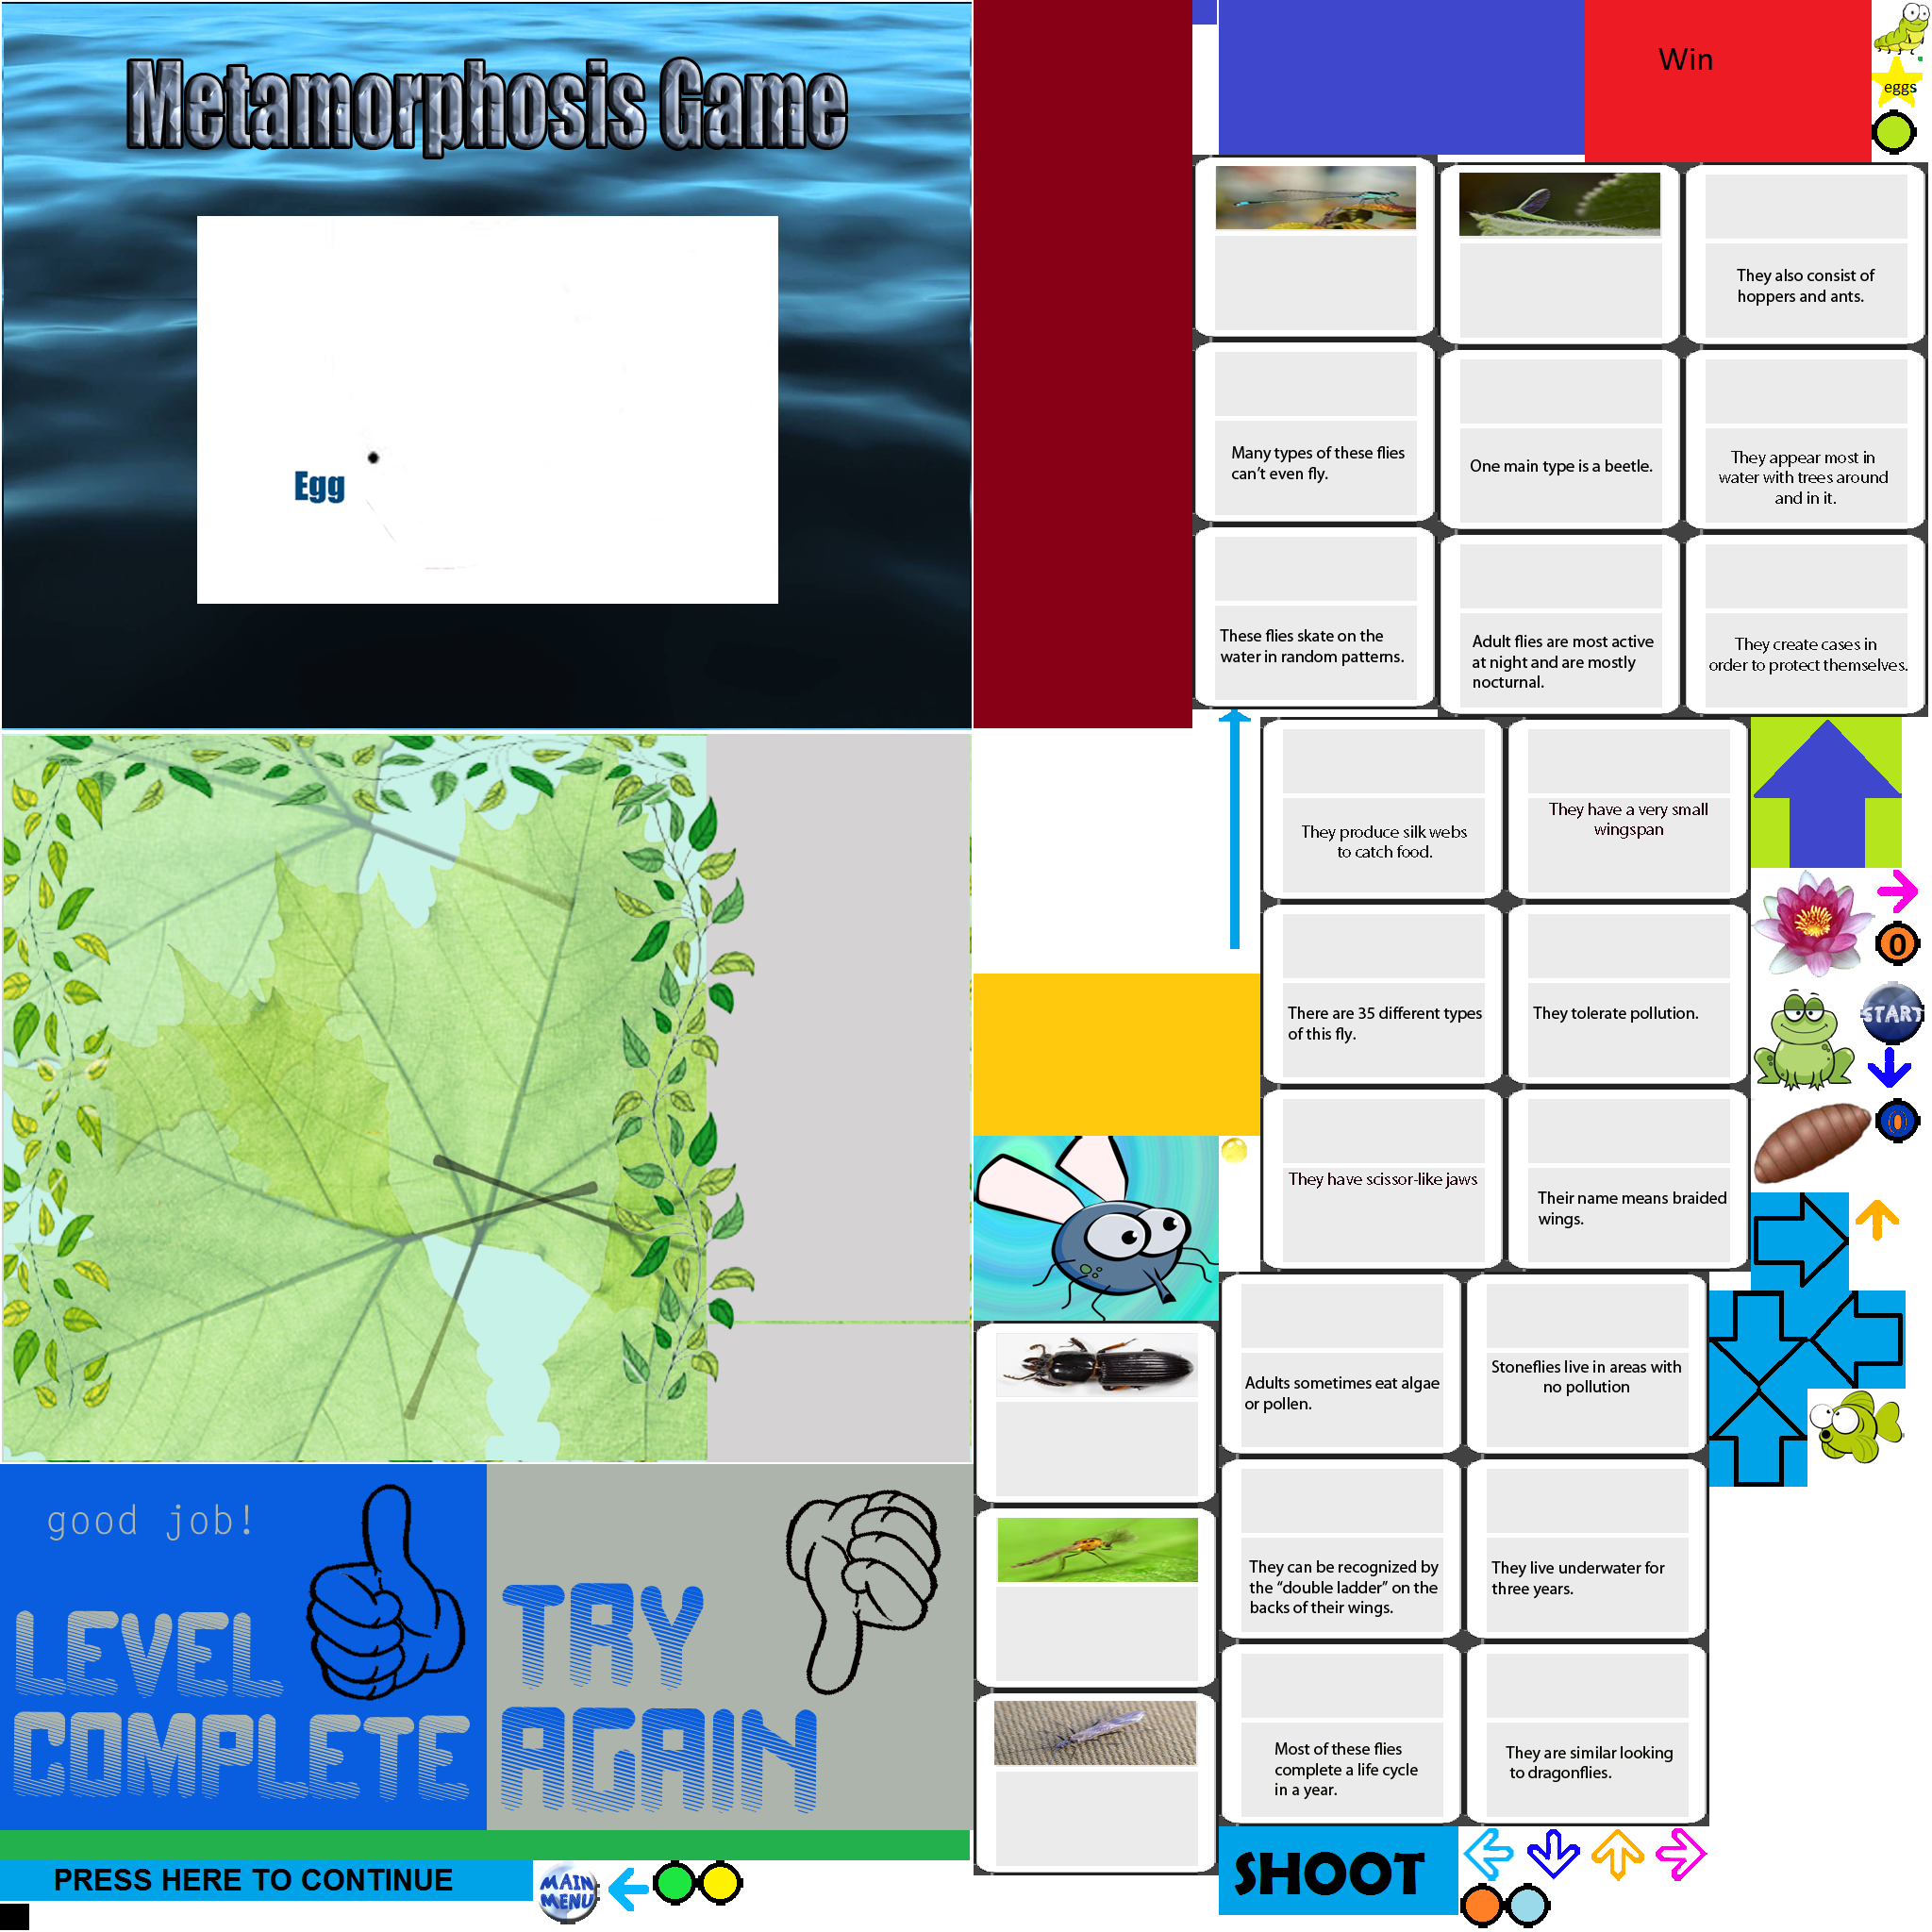 Metamorphosis Game
Egg
Win
eggs
They also consist of
hoppers and ants.
Many types of these flies
can't even fly.
One main type is a beetle.
They appear most in
water with trees around
and in it.
These flies skate on the
water in random patterns.
Adult flies are most active
at night and are mostly
nocturnal.
They create cases in
order to protect themselves.
They produce silk webs
to catch food.
They have a very small
wingspan
0
There are 35 different types
of this fly.
They tolerate pollution.
START
0
They have scissor-like jaws
Their name means braided
wings.
Adults sometimes eat algae
or pollen.
Stoneflies live in areas with
no pollution
They can be recognized by
the “double ladder” on the
backs of their wings.
They live underwater for
three years.
Most of these flies
complete a life cycle
in a year.
They are similar looking
to dragonflies.
good job!
LEVEL
COMPLETE
TRY
AGAIN
PRESS HERE TO CONTINUE
MAIN
MENU
SHOOT